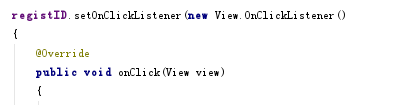 registID.setOnClickListener(new View.OnClickListener()
{
@Override
public void onClick(View view)
{